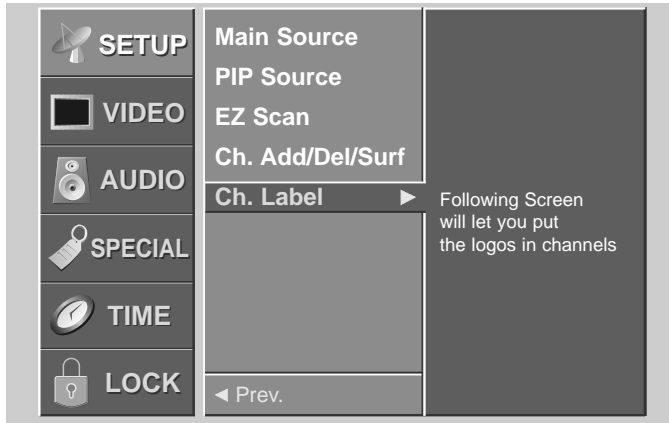 SETUP
VIDEO
AUDIO
SPECIAL
TIME
LOCK
Main Source
PIP Source
EZ Scan
Ch. Add/Del/Surf
Ch. Label ►
◄ Prev.
Following Screen
will let you put
the logos in channels